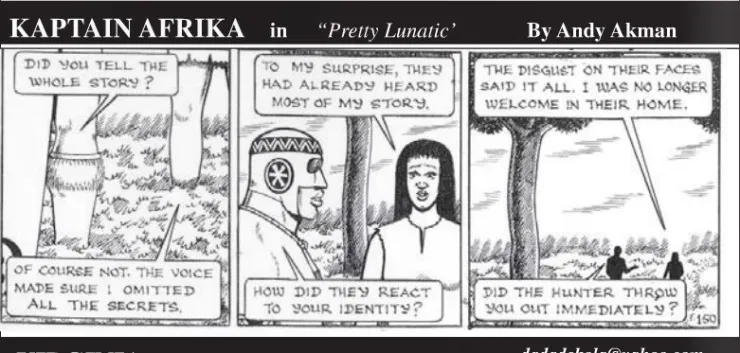 KAPTAIN AFRIKA in "Pretty Lunatic' By Andy Akman
DID YOU TELL THE
WHOLE STORY?
OF COURSE NOT. THE VOICE
MADE SURE I OMITTED
ALL THE SECRETS.
TO MY SURPRISE, THEY
HAD ALREADY HEARD
MOST OF MY STORY.
HOW DID THEY REACT
TO YOUR IDENTITY?
THE DISGUST ON THEIR FACES
SAID IT ALL. I WAS NO LONGER
WELCOME IN THEIR HOME.
DID THE HUNTER THROW
YOU OUT IMMEDIATELY?
150